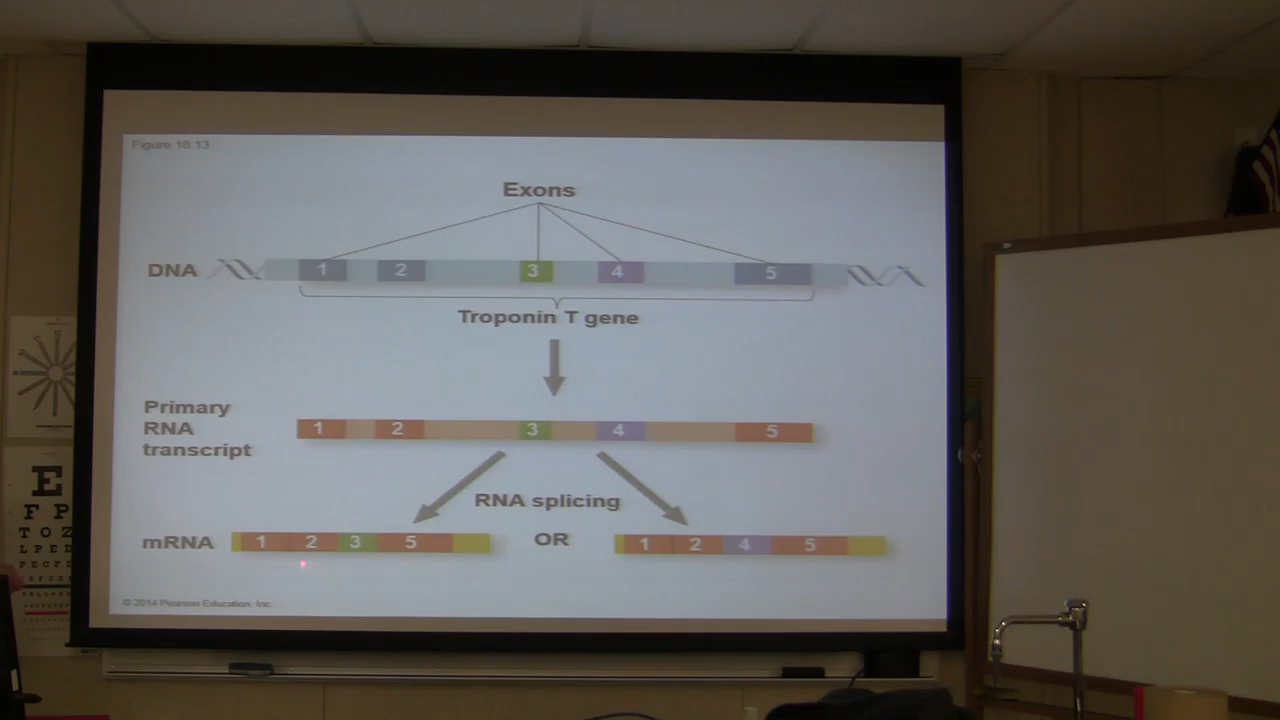 Figure 18.13
Exons
DNA
1 2 3 4 5
Troponin T gene
Primary
RNA
transcript
1 2 3 4 5
RNA splicing
mRNA
1 2 3 5
OR
1 2 4 5
© 2014 Pearson Education, Inc.
E
F P
T O Z
L P E D
P E C F D